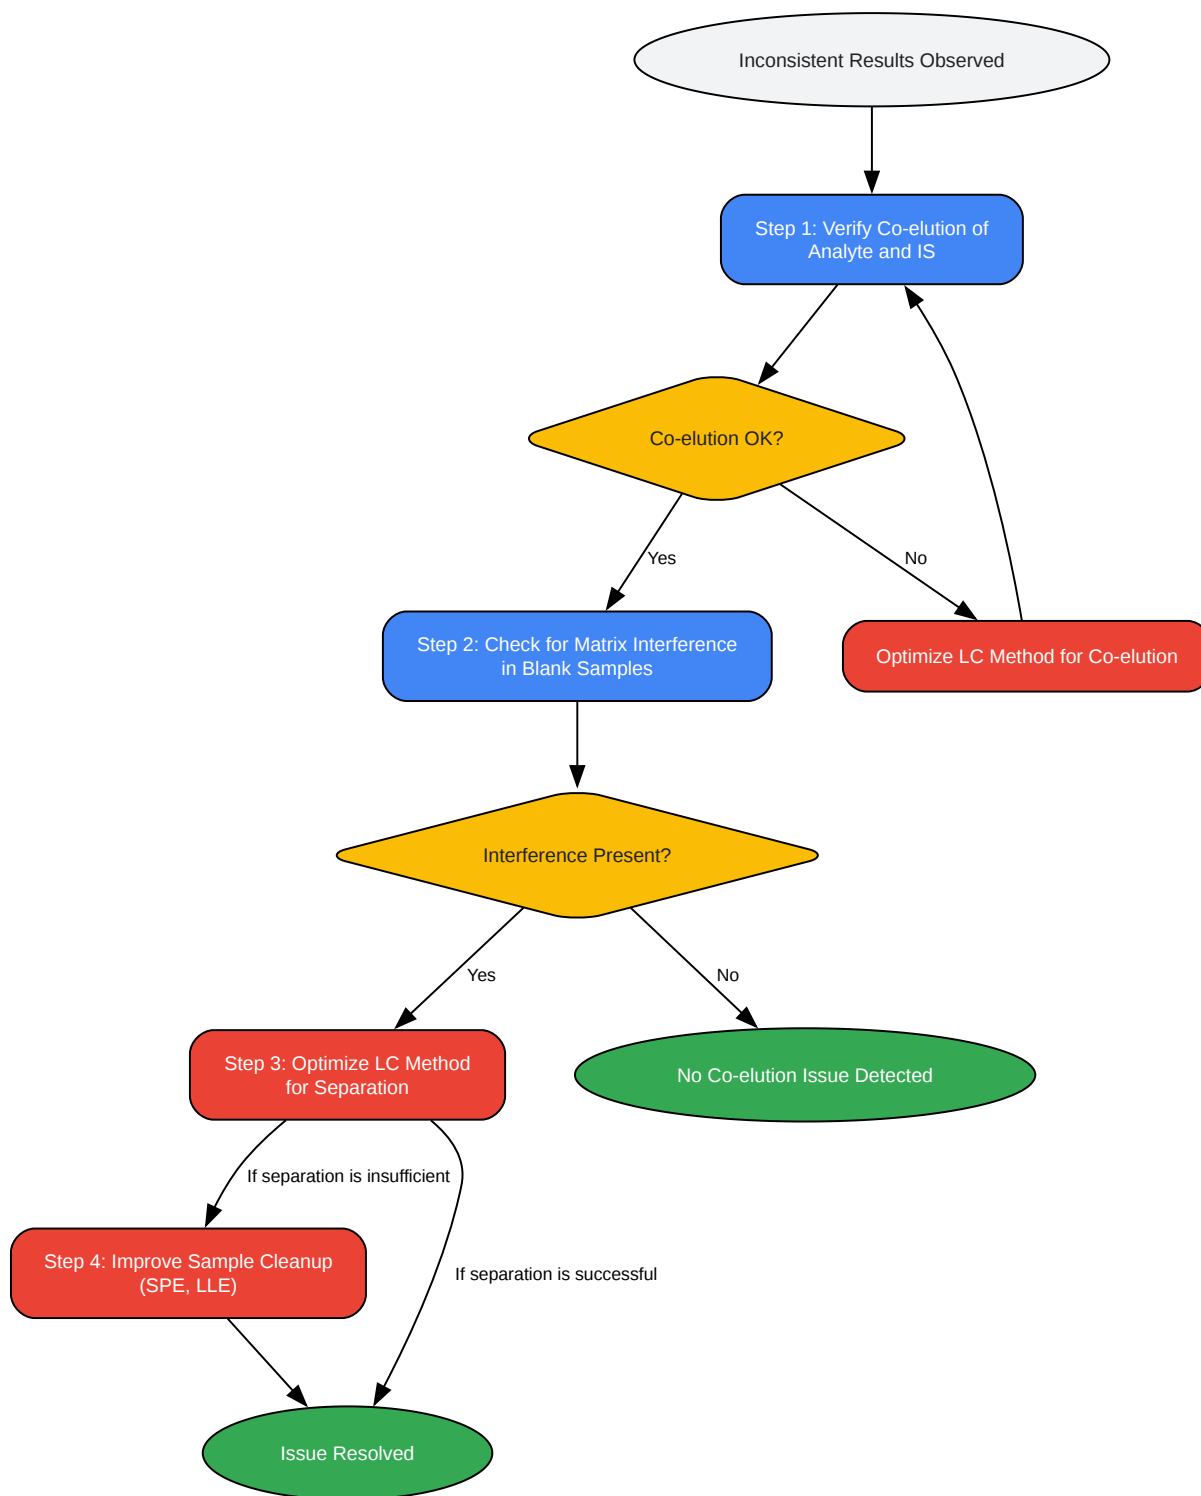 Inconsistent Results Observed
Step 1: Verify Co-elution of
Analyte and IS
Co-elution OK?
Yes
No
Step 2: Check for Matrix Interference
in Blank Samples
Optimize LC Method for Co-elution
Interference Present?
Yes
No
Step 3: Optimize LC Method
for Separation
No Co-elution Issue Detected
If separation is insufficient
Step 4: Improve Sample Cleanup
(SPE, LLE)
If separation is successful
Issue Resolved